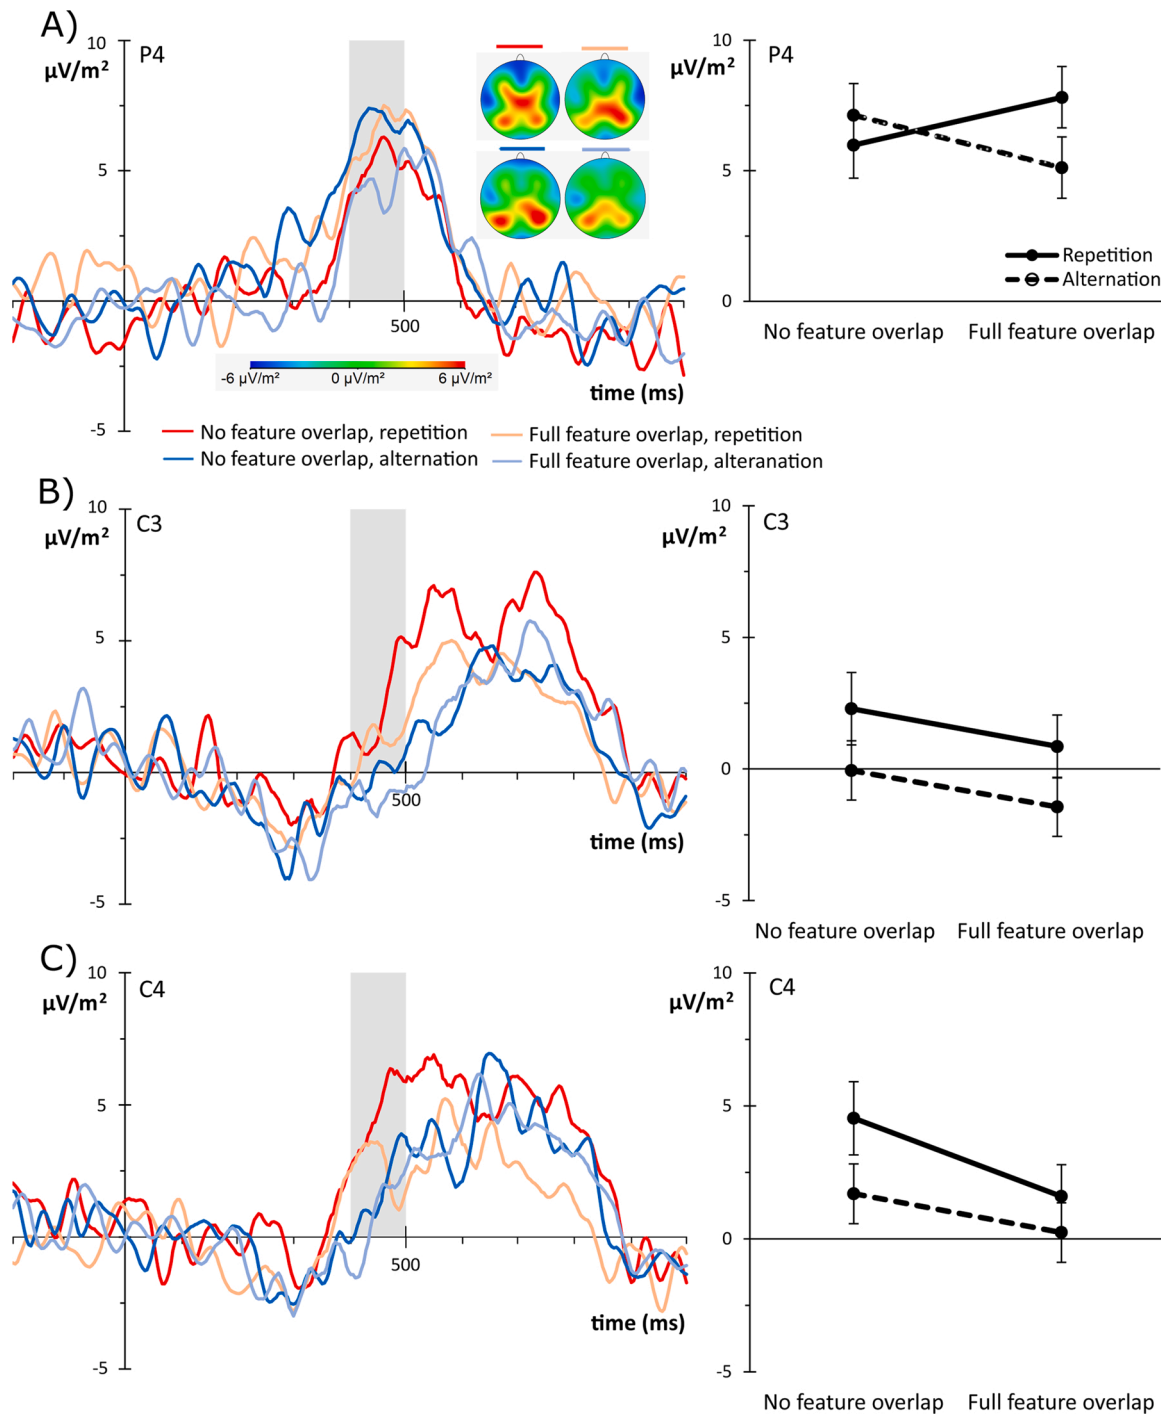 A)
10
μV/m²
P4
5
500
-6 μV/m²
0 μV/m²
6 μV/m²
time (ms)
-5
10
μV/m²
P4
5
Repetition
Alternation
0
No feature overlap
Full feature overlap
No feature overlap, repetition
Full feature overlap, repetition
No feature overlap, alternation
Full feature overlap, alteranation
B)
10
μV/m²
C3
5
500
time (ms)
-5
10
μV/m²
C3
5
0
-5
No feature overlap
Full feature overlap
C)
10
μV/m²
C4
5
500
time (ms)
-5
10
μV/m²
C4
5
0
-5
No feature overlap
Full feature overlap